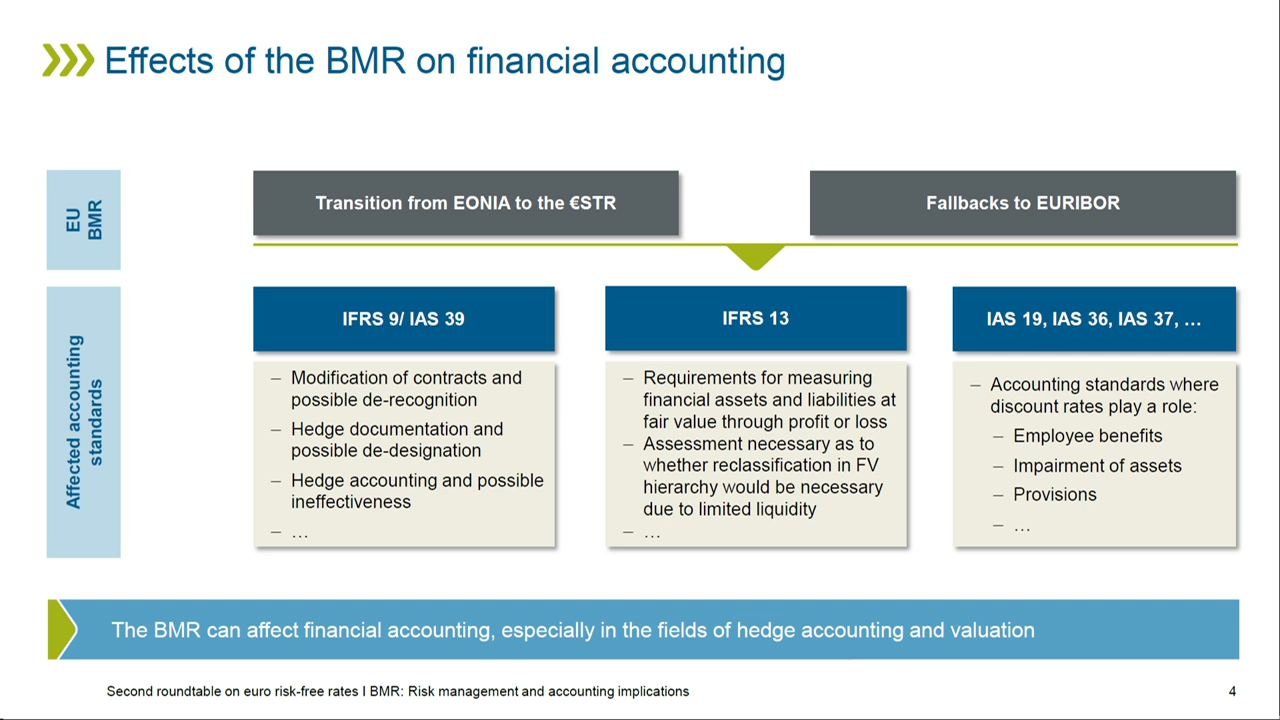 Effects of the BMR on financial accounting
EU
BMR
Transition from EONIA to the €STR
Fallbacks to EURIBOR
Affected accounting
standards
IFRS 9/ IAS 39
– Modification of contracts and
possible de-recognition
– Hedge documentation and
possible de-designation
– Hedge accounting and possible
ineffectiveness
– …
IFRS 13
– Requirements for measuring
financial assets and liabilities at
fair value through profit or loss
– Assessment necessary as to
whether reclassification in FV
hierarchy would be necessary
due to limited liquidity
– …
IAS 19, IAS 36, IAS 37, …
– Accounting standards where
discount rates play a role:
– Employee benefits
– Impairment of assets
– Provisions
– …
The BMR can affect financial accounting, especially in the fields of hedge accounting and valuation
Second roundtable on euro risk-free rates I BMR: Risk management and accounting implications
4